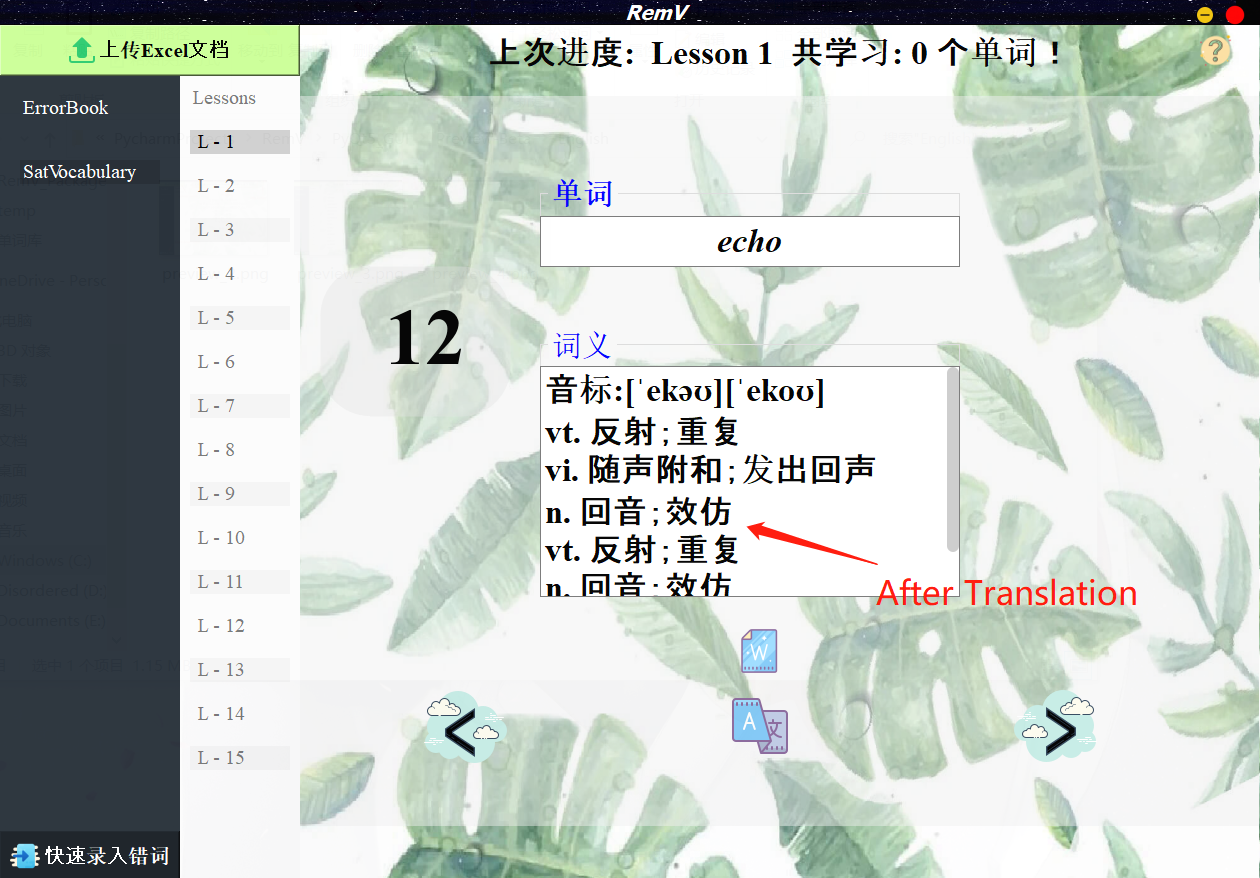 RemV
上传Excel文档
上次进度: Lesson 1 共学习: 0 个单词！
ErrorBook
SatVocabulary
Lessons
L - 1
L - 2
L - 3
L - 4
L - 5
L - 6
L - 7
L - 8
L - 9
L - 10
L - 11
L - 12
L - 13
L - 14
L - 15
单词
echo
12
词义
音标:[ˈekəʊ][ˈekoʊ]
vt. 反射;重复
vi. 随声附和;发出回声
n. 回音;效仿
vt. 反射;重复
n. 回音;效仿
After Translation
W
A 文
< >
快速录入错词